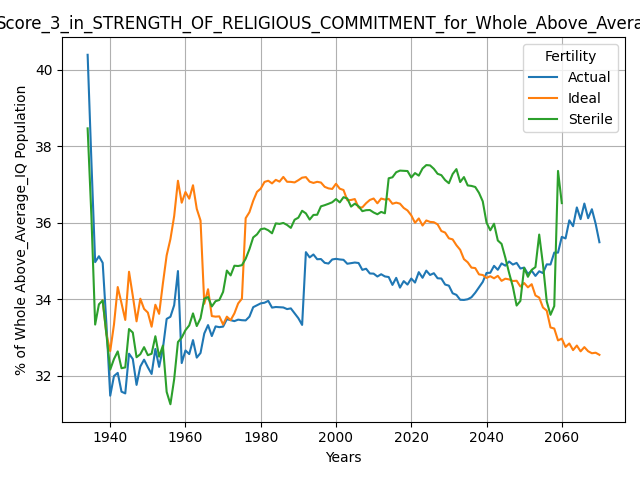 Score_3_in_STRENGTH_OF_RELIGIOUS_COMMITMENT_for_Whole_Above_Avera
Fertility
Actual
Ideal
Sterile
% of Whole Above_Average_IQ Population
40
38
36
34
32
1940 1960 1980 2000 2020 2040 2060
Years